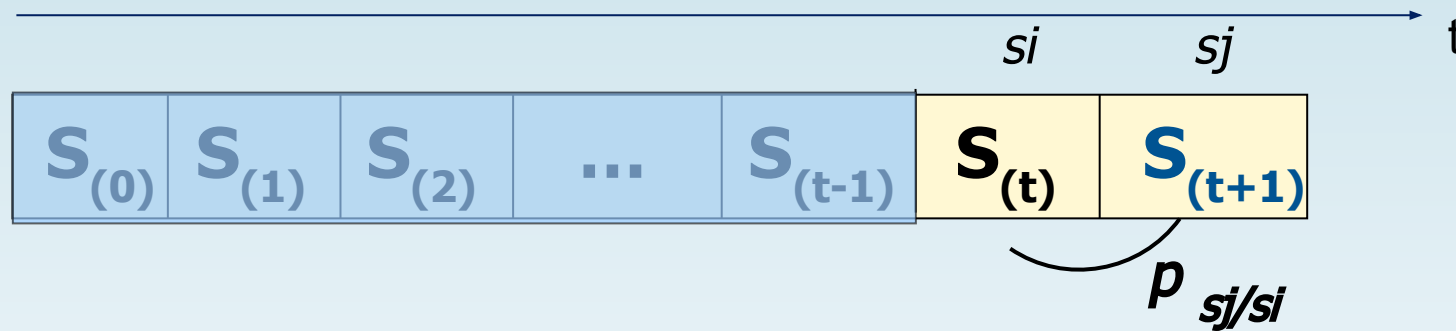 t
si sj
S(0) S(1) S(2) ... S(t-1) S(t) S(t+1)
p sj/si